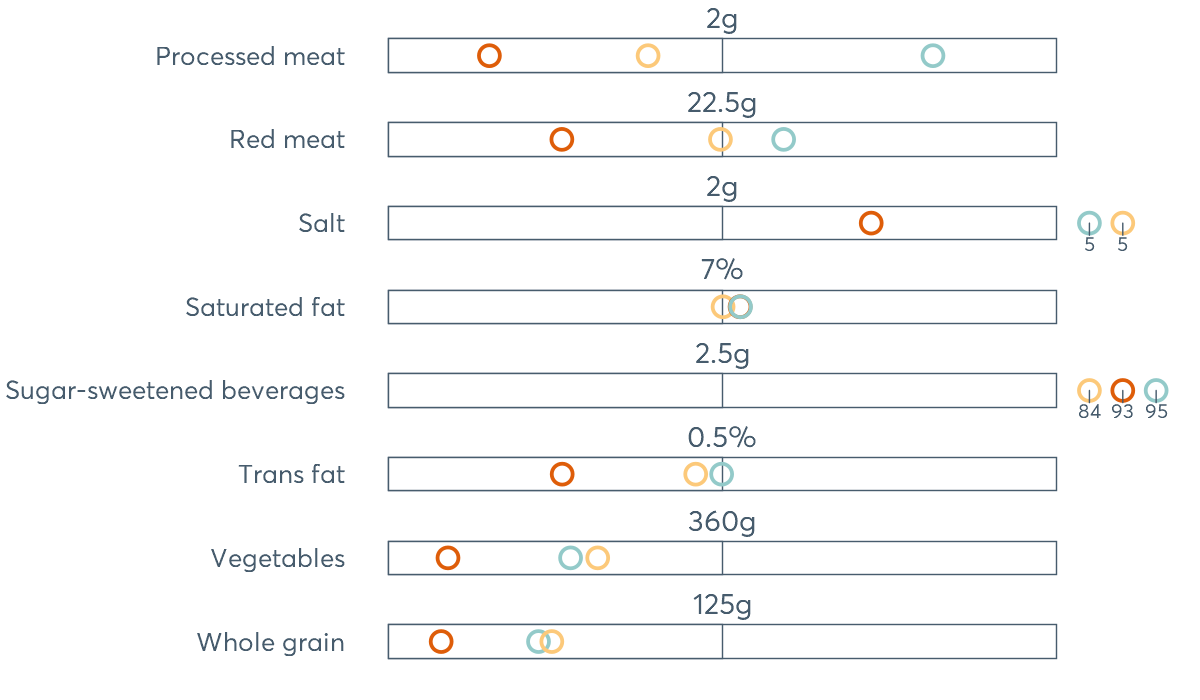 2g
Processed meat
22.5g
Red meat
2g
Salt
5 5
7%
Saturated fat
2.5g
Sugar-sweetened beverages
84 93 95
0.5%
Trans fat
360g
Vegetables
125g
Whole grain